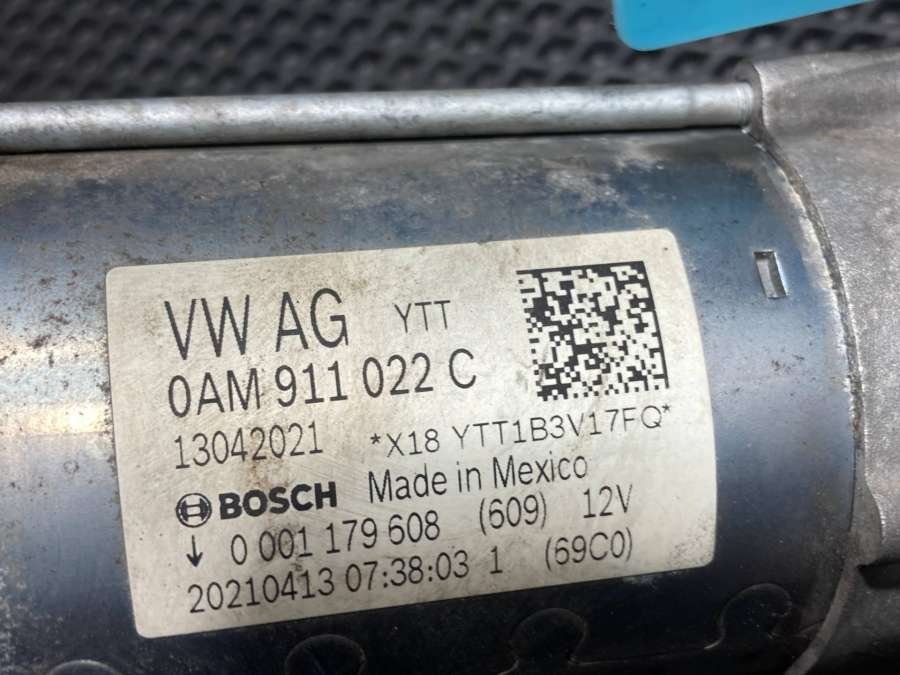 VW AG YTT
0AM 911 022 C
13042021 *X18 YTT1B3V17FQ*
BOSCH Made in Mexico
↓ 0 001 179 608 (609) 12V
20210413 07:38:03 1 (69C0)